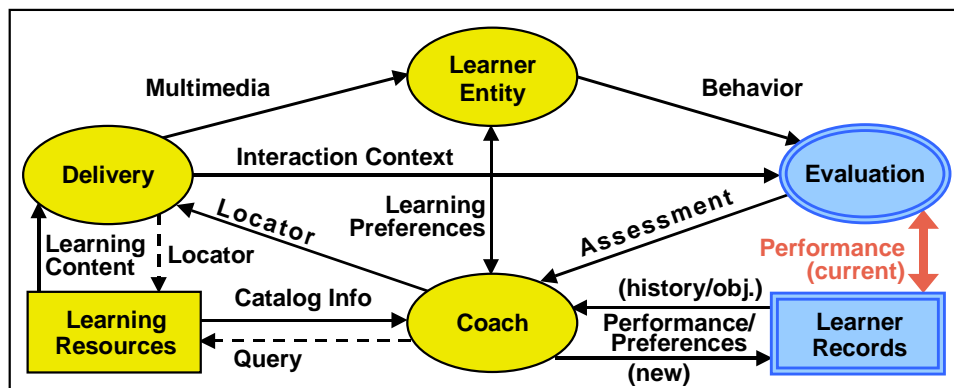 Learner
Entity
Multimedia
Behavior
Delivery
Interaction Context
Evaluation
Learning
Preferences
Locator
Assessment
Learning
Content
Locator
Performance
(current)
Learning
Resources
Catalog Info
Query
Coach
(history/obj.)
Performance/
Preferences
(new)
Learner
Records